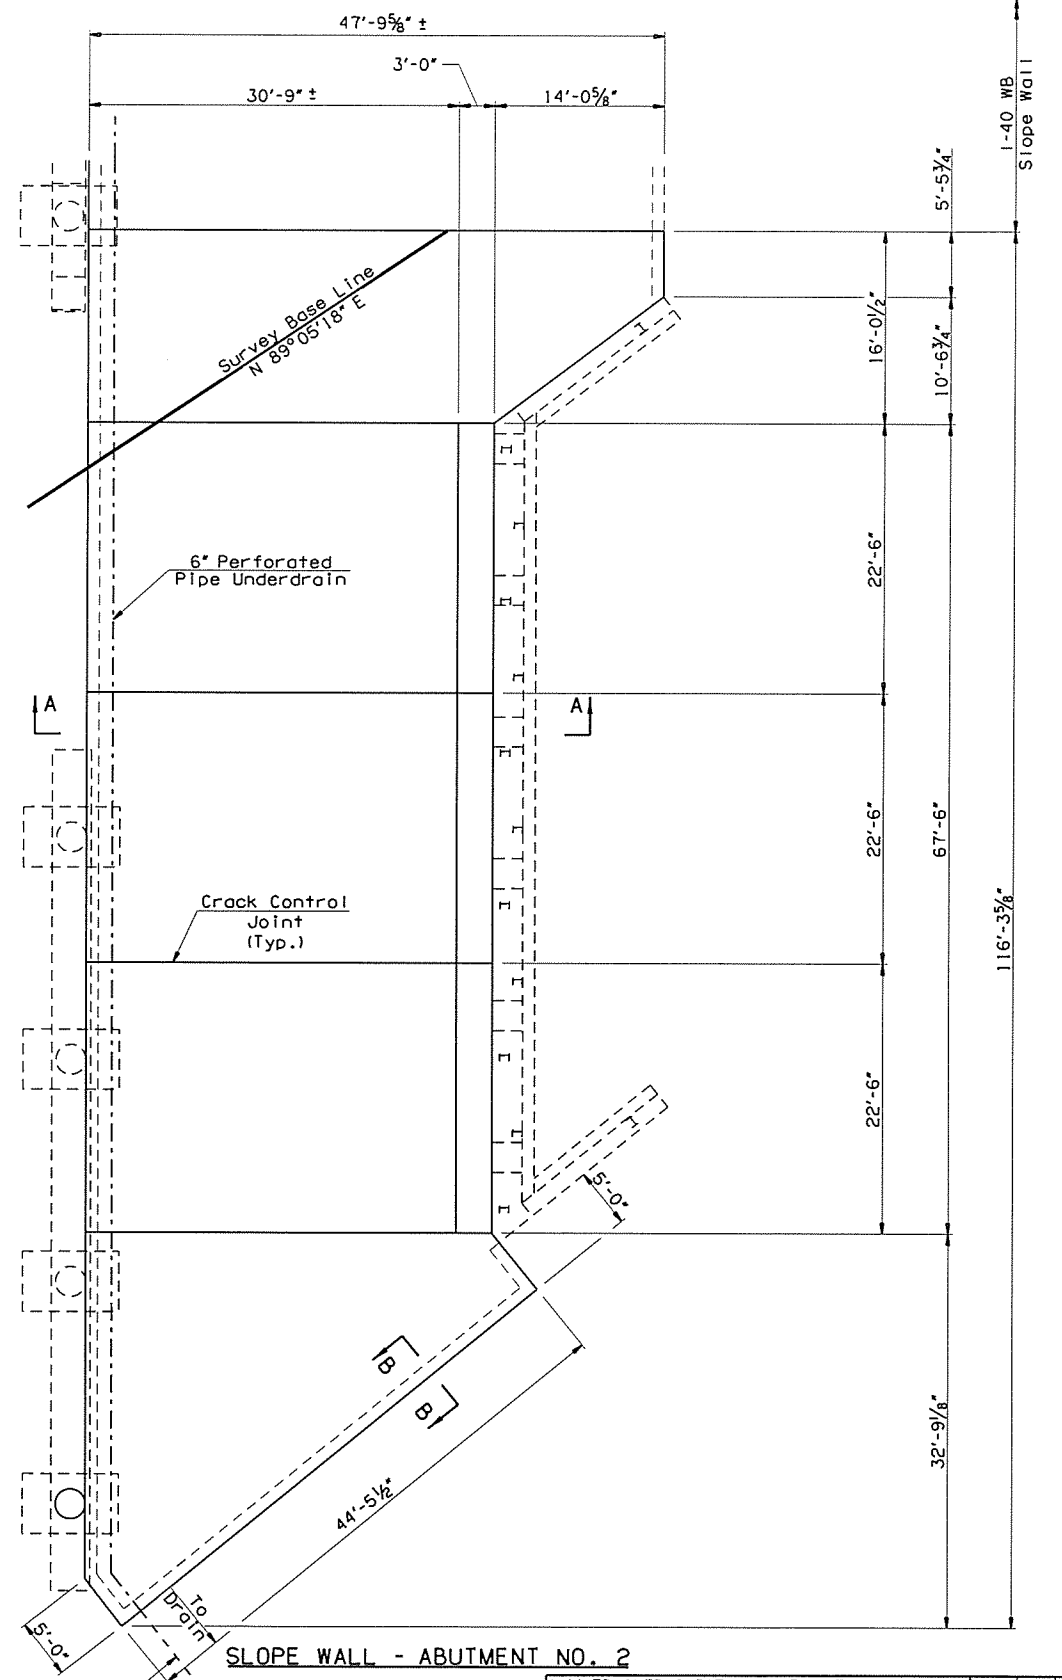 47'-9⅝" ±
3'-0"
30'-9" ±
14'-0⅝"
I-40 WB
Slope Wall
5'-5¾"
16'-0½"
10'-6¾"
Survey Base Line
N 89°05'18" E
22'-6"
6" Perforated
Pipe Underdrain
A
A
22'-6"
67'-6"
Crack Control
Joint
(Typ.)
116'-3⅝"
22'-6"
5'-0"
B
B
32'-9⅛"
44'-5½"
To
Drain
5'-0"
SLOPE WALL - ABUTMENT NO. 2